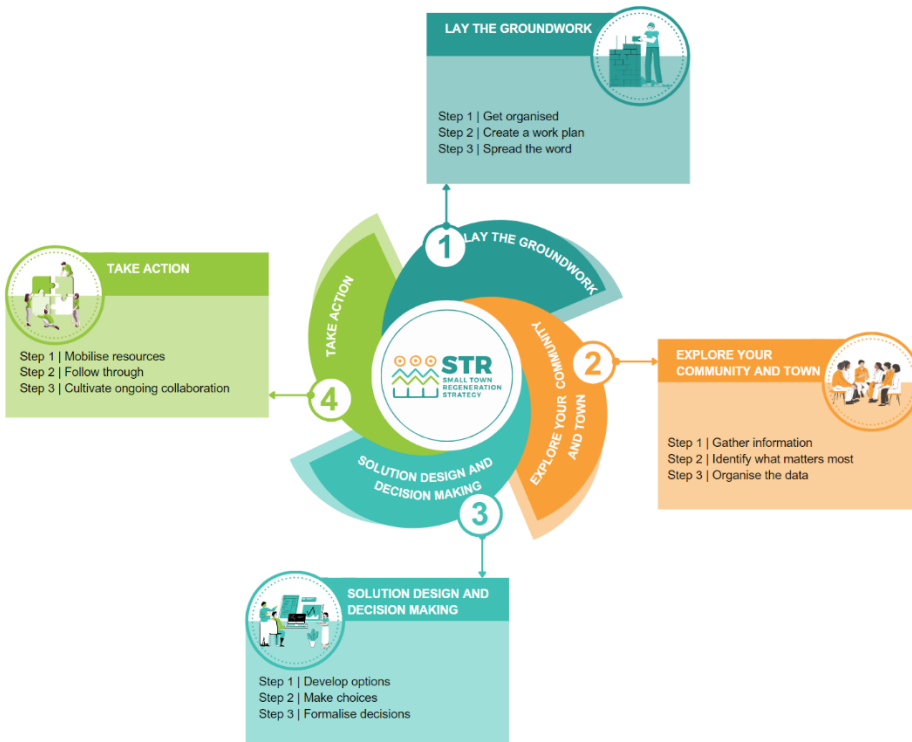 LAY THE GROUNDWORK
Step 1 | Get organised
Step 2 | Create a work plan
Step 3 | Spread the word
1
LAY THE GROUNDWORK
TAKE ACTION
Step 1 | Mobilise resources
Step 2 | Follow through
Step 3 | Cultivate ongoing collaboration
TAKE ACTION
4
STR
SMALL TOWN
REGENERATION
STRATEGY
2
EXPLORE YOUR COMMUNITY
AND TOWN
EXPLORE YOUR
COMMUNITY AND TOWN
Step 1 | Gather information
Step 2 | Identify what matters most
Step 3 | Organise the data
SOLUTION DESIGN AND
DECISION MAKING
3
SOLUTION DESIGN AND
DECISION MAKING
Step 1 | Develop options
Step 2 | Make choices
Step 3 | Formalise decisions